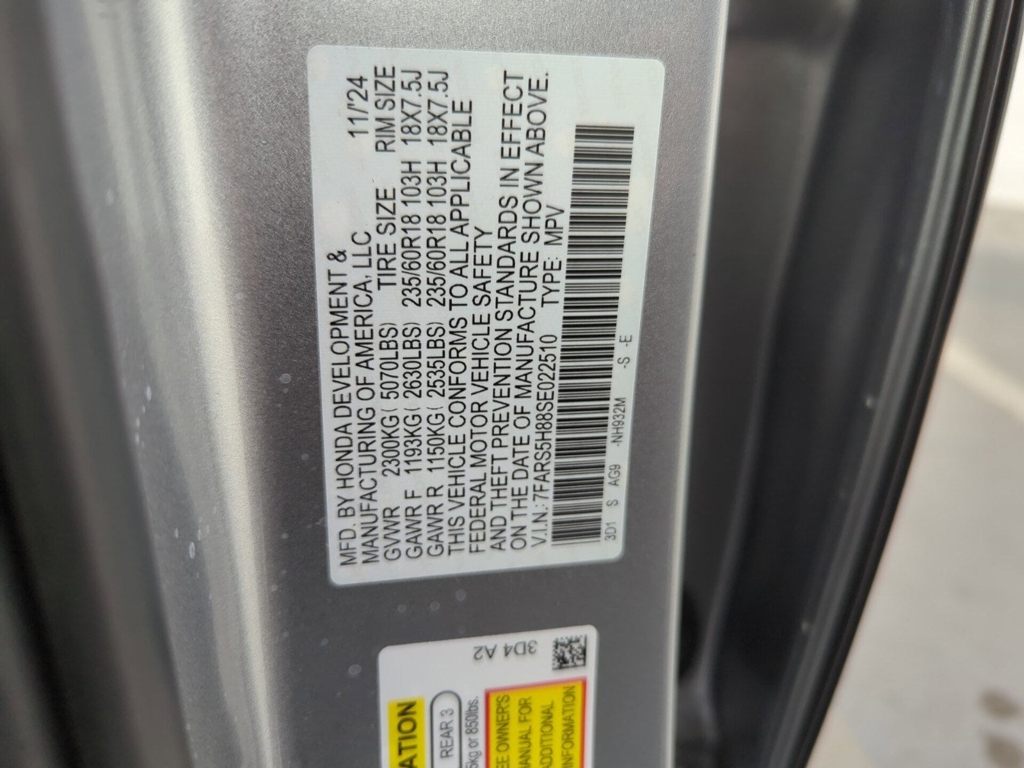 MFD. BY HONDA DEVELOPMENT &
MANUFACTURING OF AMERICA, LLC 11/'24
GVWR 2300KG( 5070LBS) TIRE SIZE RIM SIZE
GAWR F 1193KG( 2630LBS) 235/60R18 103H 18X7.5J
GAWR R 1150KG( 2535LBS) 235/60R18 103H 18X7.5J
THIS VEHICLE CONFORMS TO ALL APPLICABLE
FEDERAL MOTOR VEHICLE SAFETY
AND THEFT PREVENTION STANDARDS IN EFFECT
ON THE DATE OF MANUFACTURE SHOWN ABOVE.
V.I.N.: 7FARS5H88SE022510 TYPE: MPV
3D1 S AG9 -NH932M -S -E
3D4 A2
REAR 3
or 850lbs.
OWNER'S
MANUAL FOR
ADDITIONAL
INFORMATION